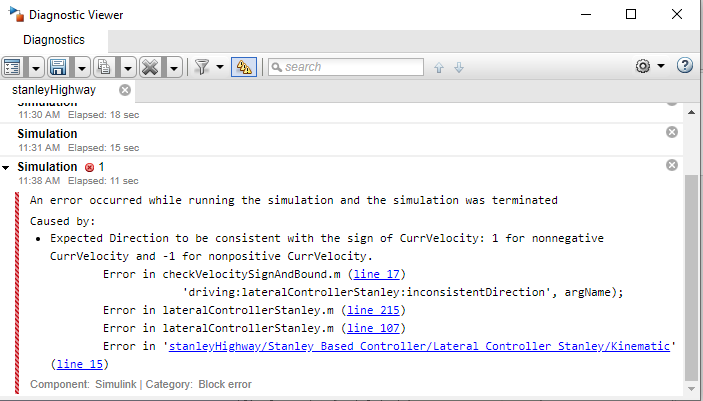 Diagnostic Viewer
Diagnostics
search
stanleyHighway
Simulation
11:30 AM Elapsed: 18 sec
Simulation
11:31 AM Elapsed: 15 sec
Simulation 1
11:38 AM Elapsed: 11 sec
An error occurred while running the simulation and the simulation was terminated
Caused by:
• Expected Direction to be consistent with the sign of CurrVelocity: 1 for nonnegative
CurrVelocity and -1 for nonpositive CurrVelocity.
Error in checkVelocitySignAndBound.m (line 17)
'driving:lateralControllerStanley:inconsistentDirection', argName);
Error in lateralControllerStanley.m (line 215)
Error in lateralControllerStanley.m (line 107)
Error in 'stanleyHighway/Stanley Based Controller/Lateral Controller Stanley/Kinematic'
(line 15)
Component: Simulink | Category: Block error